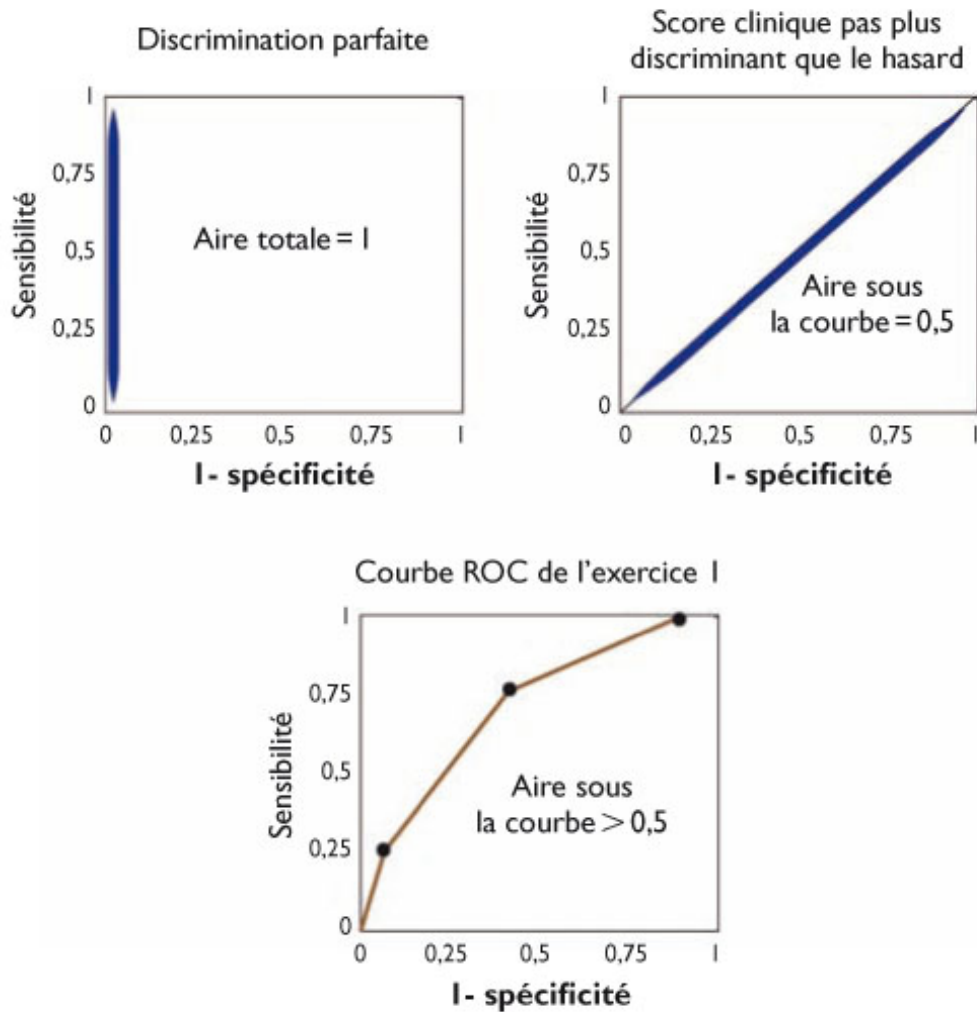 Discrimination parfaite
1
0,75
0,5
0,25
0
Sensibilité
Aire totale = 1
0 0,25 0,5 0,75 1
1- spécificité
Score clinique pas plus
discriminant que le hasard
1
0,75
0,5
0,25
0
Sensibilité
Aire sous
la courbe = 0,5
0 0,25 0,5 0,75 1
1- spécificité
Courbe ROC de l'exercice 1
1
0,75
0,5
0,25
0
Sensibilité
Aire sous
la courbe > 0,5
0 0,25 0,5 0,75 1
1- spécificité